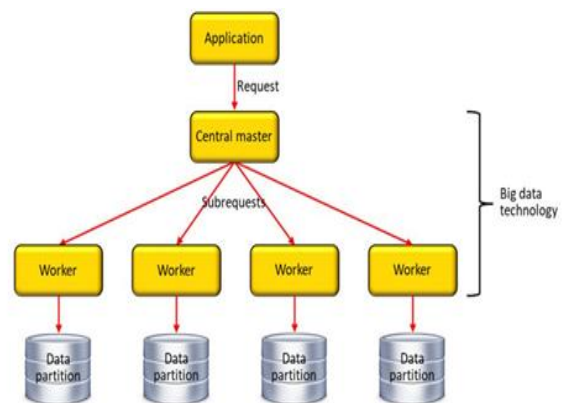 Application
Request
Central master
Subrequests
Big data
technology
Worker
Worker
Worker
Worker
Data
partition
Data
partition
Data
partition
Data
partition